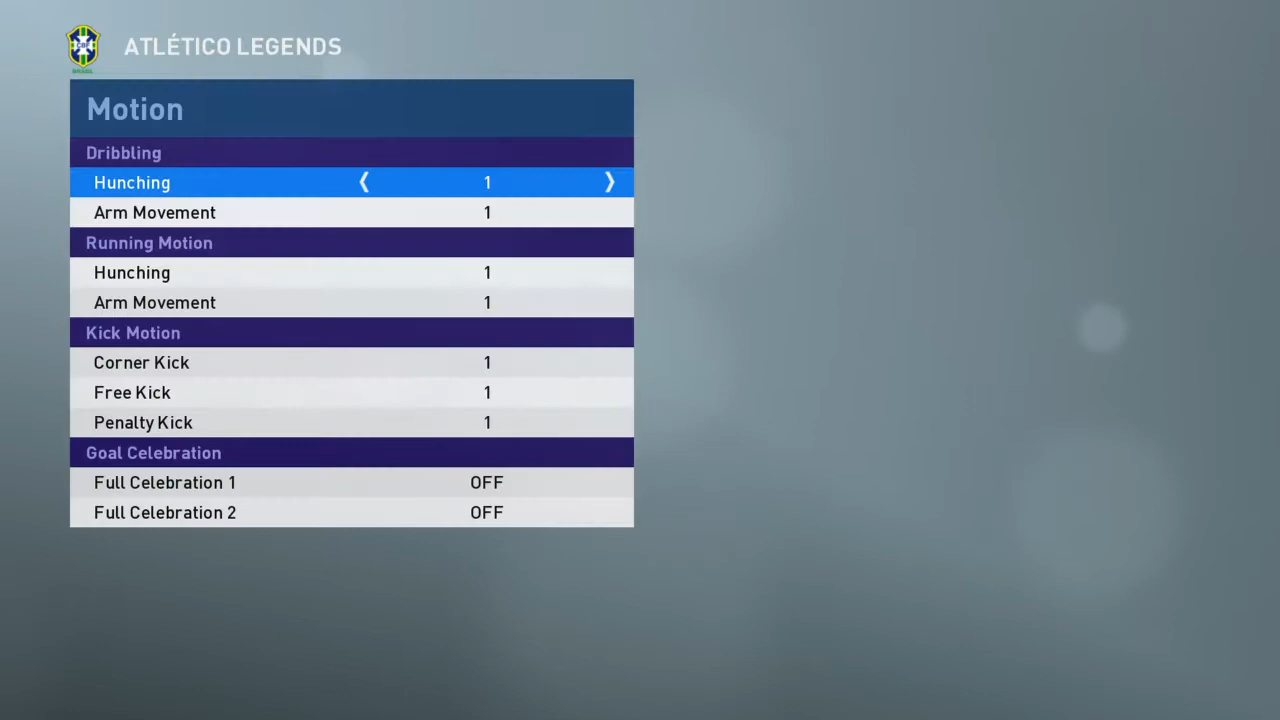 ATLÉTICO LEGENDS
BRASIL
Motion
Dribbling
Hunching 1
Arm Movement 1
Running Motion
Hunching 1
Arm Movement 1
Kick Motion
Corner Kick 1
Free Kick 1
Penalty Kick 1
Goal Celebration
Full Celebration 1 OFF
Full Celebration 2 OFF